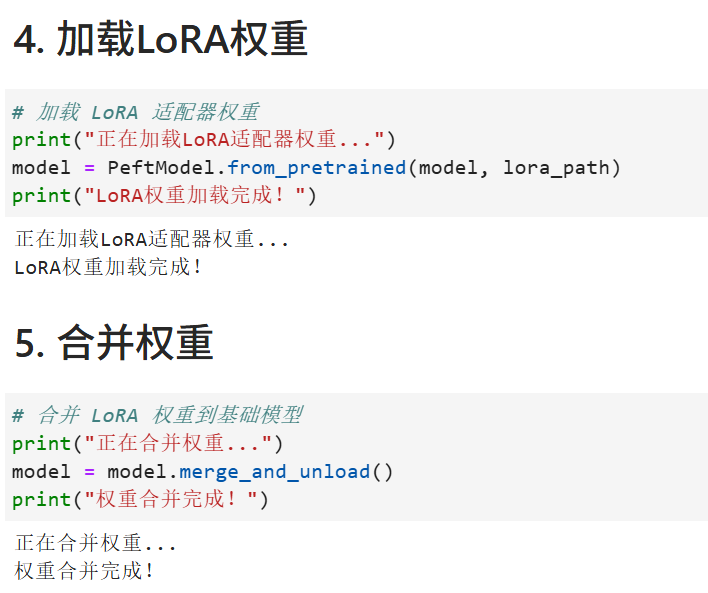 4. 加载LoRA权重
# 加载 LoRA 适配器权重
print("正在加载LoRA适配器权重...")
model = PeftModel.from_pretrained(model, lora_path)
print("LoRA权重加载完成！")
正在加载LoRA适配器权重...
LoRA权重加载完成！
5. 合并权重
# 合并 LoRA 权重到基础模型
print("正在合并权重...")
model = model.merge_and_unload()
print("权重合并完成！")
正在合并权重...
权重合并完成！